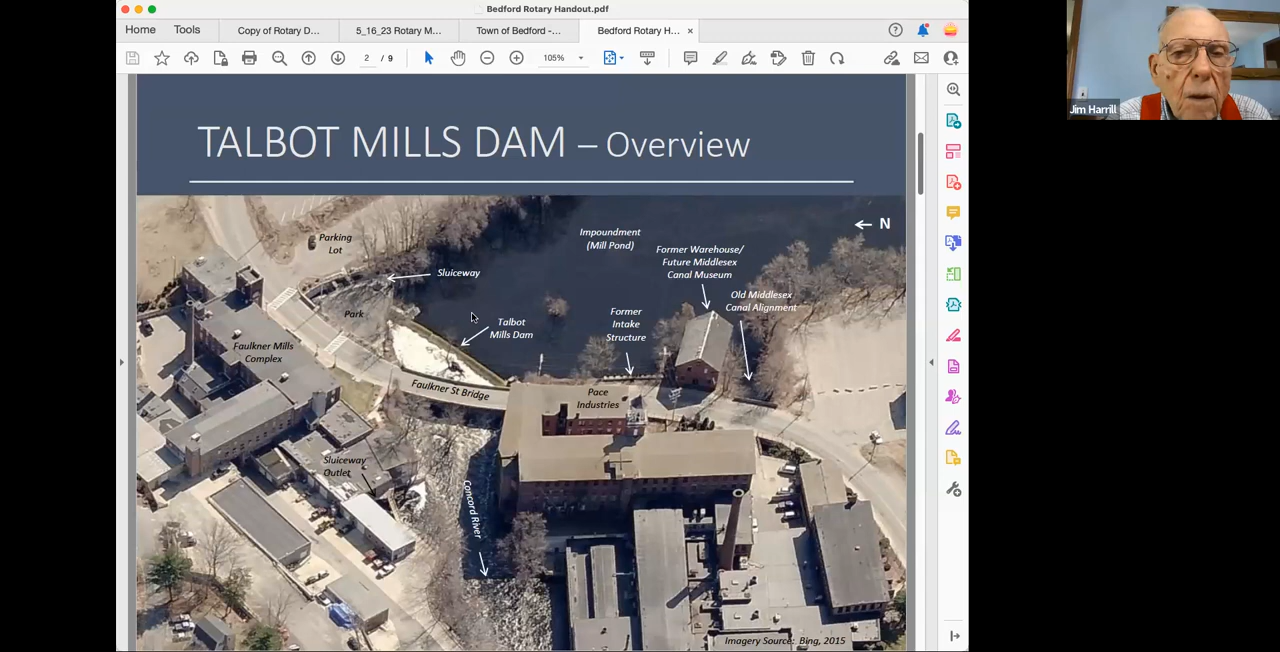 Bedford Rotary Handout.pdf
Home
Tools
Copy of Rotary D...
5_16_23 Rotary M...
Town of Bedford -...
Bedford Rotary H...
2 / 9
105%
TALBOT MILLS DAM – Overview
N
Parking
Lot
Impoundment
(Mill Pond)
Former Warehouse/
Future Middlesex
Canal Museum
Sluiceway
Old Middlesex
Canal Alignment
Park
Talbot
Mills Dam
Former
Intake
Structure
Faulkner Mills
Complex
Faulkner St Bridge
Pace
Industries
Sluiceway
Outlet
Concord River
Imagery Source: Bing, 2015
Jim Harrill